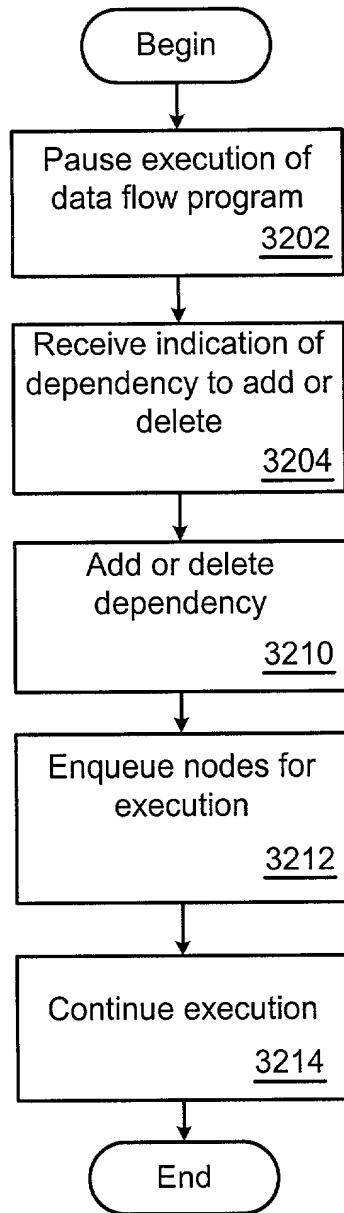 Begin
Pause execution of
data flow program
3202
Receive indication of
dependency to add or
delete
3204
Add or delete
dependency
3210
Enqueue nodes for
execution
3212
Continue execution
3214
End